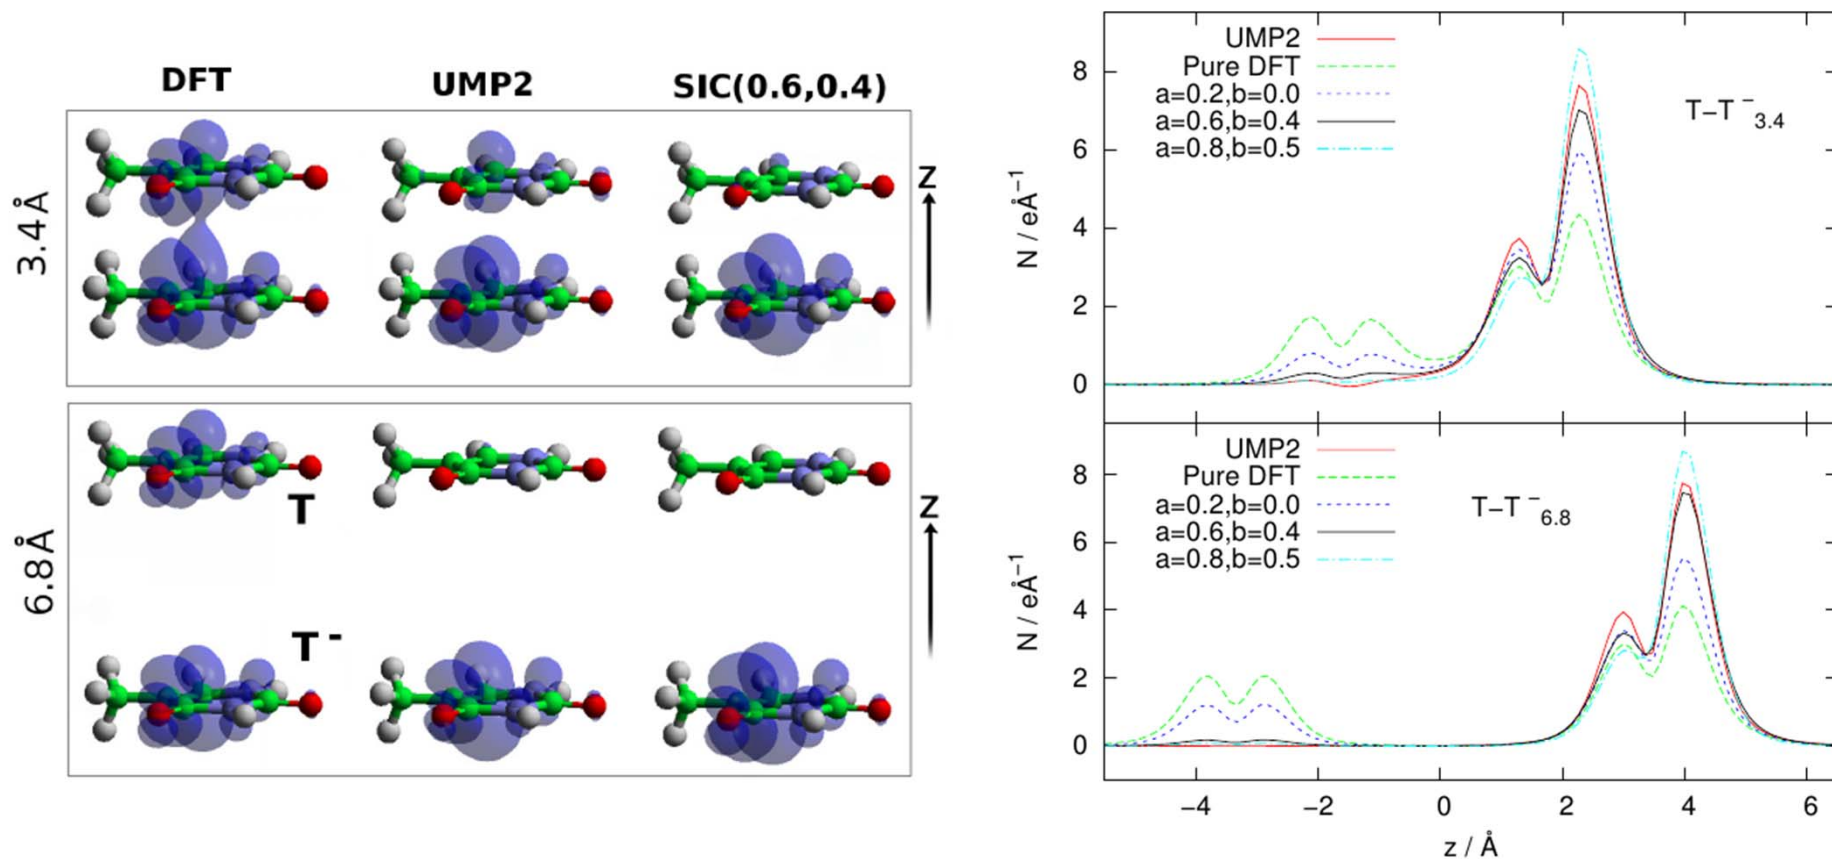 DFT UMP2 SIC(0.6,0.4)
3.4Å
Z
6.8Å
T
Z
T -
UMP2
Pure DFT
a=0.2,b=0.0
a=0.6,b=0.4
a=0.8,b=0.5
T−T⁻3.4
N / eÅ⁻¹
8
6
4
2
0
UMP2
Pure DFT
a=0.2,b=0.0
a=0.6,b=0.4
a=0.8,b=0.5
T−T⁻6.8
N / eÅ⁻¹
8
6
4
2
0
−4 −2 0 2 4 6
z / Å